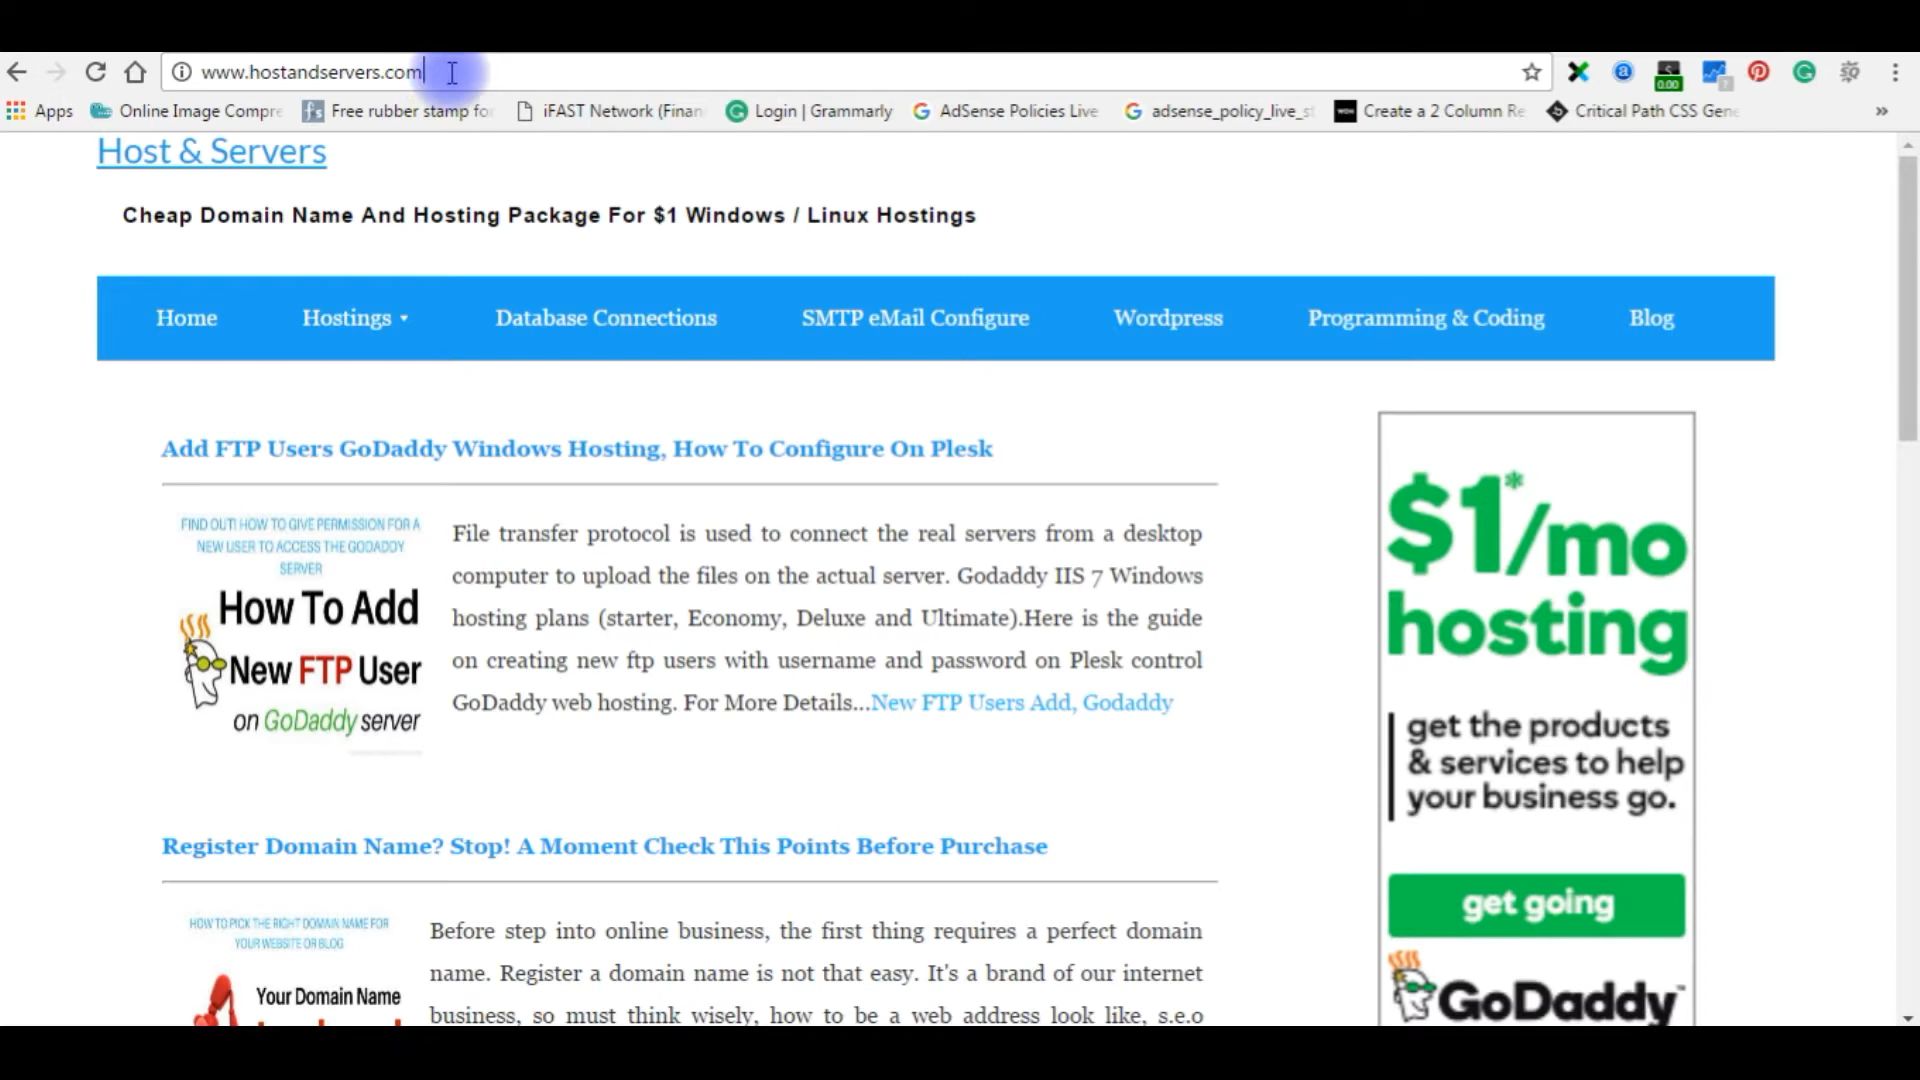 www.hostandservers.com
Apps Online Image Compre Free rubber stamp fo iFAST Network (Finan Login | Grammarly AdSense Policies Live adsense_policy_live_s Create a 2 Column Re Critical Path CSS Gene »
0.00
Host & Servers
Cheap Domain Name And Hosting Package For $1 Windows / Linux Hostings
Home Hostings Database Connections SMTP eMail Configure Wordpress Programming & Coding Blog
Add FTP Users GoDaddy Windows Hosting, How To Configure On Plesk
FIND OUT! HOW TO GIVE PERMISSION FOR A
NEW USER TO ACCESS THE GODADDY
SERVER
How To Add
New FTP User
on GoDaddy server
File transfer protocol is used to connect the real servers from a desktop
computer to upload the files on the actual server. Godaddy IIS 7 Windows
hosting plans (starter, Economy, Deluxe and Ultimate).Here is the guide
on creating new ftp users with username and password on Plesk control
GoDaddy web hosting. For More Details...New FTP Users Add, Godaddy
Register Domain Name? Stop! A Moment Check This Points Before Purchase
HOW TO PICK THE RIGHT DOMAIN NAME FOR
YOUR WEBSITE OR BLOG
Your Domain Name
Before step into online business, the first thing requires a perfect domain
name. Register a domain name is not that easy. It's a brand of our internet
business, so must think wisely, how to be a web address look like, s.e.o
$1*/mo
hosting
get the products
& services to help
your business go.
get going
GoDaddy™